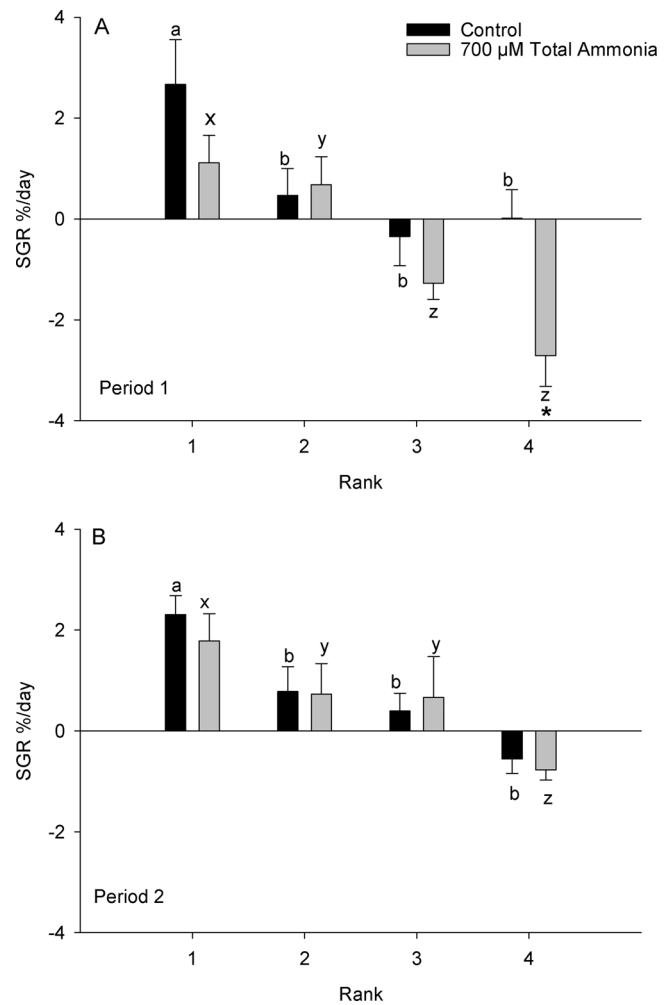 A
Control
700 µM Total Ammonia
4
2
0
-2
-4
SGR %/day
a
x
b
y
b
z
b
z
*
Period 1
1 2 3 4
Rank
B
4
2
0
-2
-4
SGR %/day
a
x
b
y
b
y
b
z
Period 2
1 2 3 4
Rank